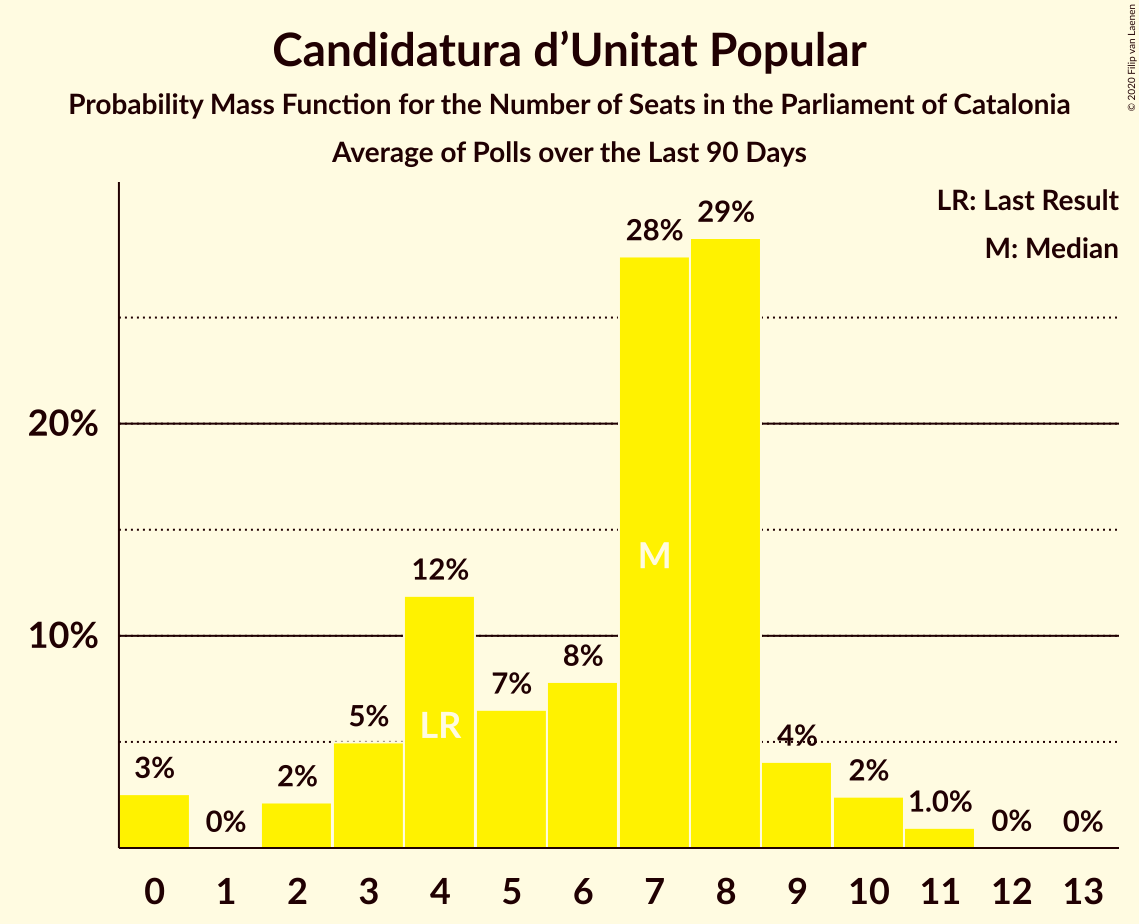 Candidatura d’Unitat Popular
Probability Mass Function for the Number of Seats in the Parliament of Catalonia
Average of Polls over the Last 90 Days
© 2020 Filip van Laenen
LR: Last Result
M: Median
20%
10%
3%
0%
2%
5%
12%
7%
8%
28%
29%
4%
2%
1.0%
0%
0%
LR
M
0 1 2 3 4 5 6 7 8 9 10 11 12 13